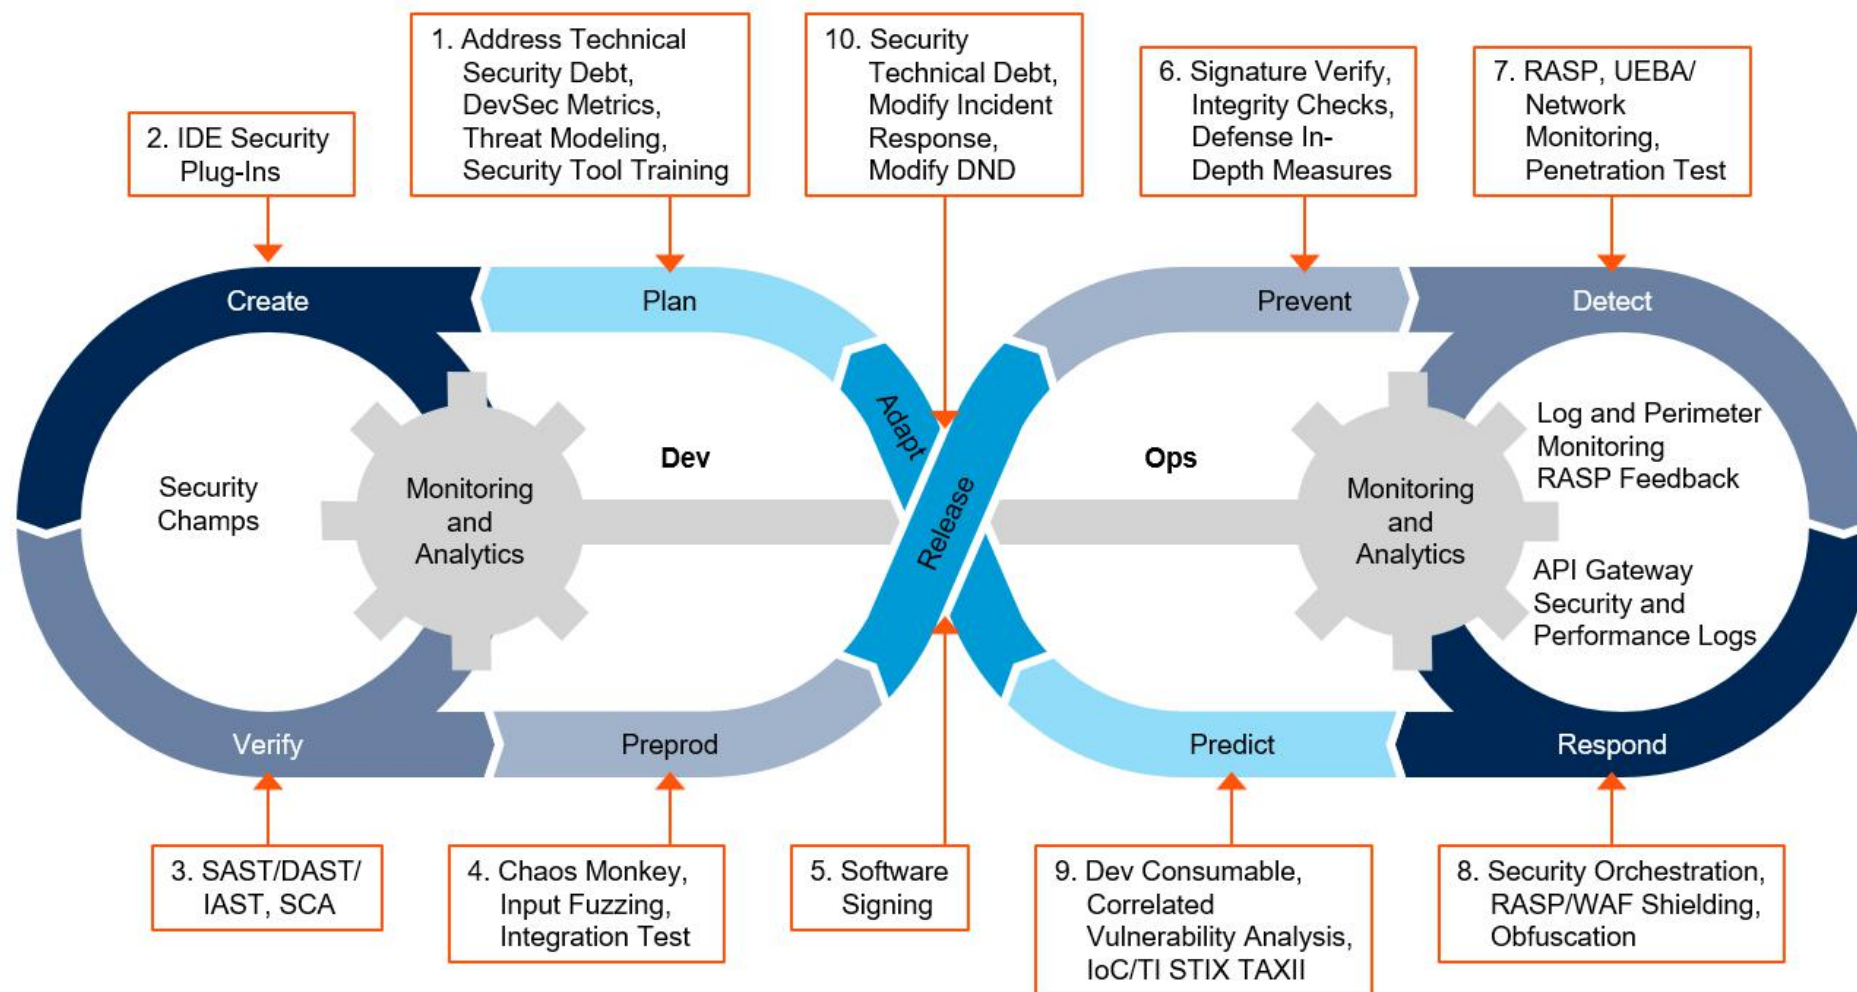 1. Address Technical
Security Debt,
DevSec Metrics,
Threat Modeling,
Security Tool Training
10. Security
Technical Debt,
Modify Incident
Response,
Modify DND
6. Signature Verify,
Integrity Checks,
Defense In-
Depth Measures
7. RASP, UEBA/
Network
Monitoring,
Penetration Test
2. IDE Security
Plug-Ins
Create
Plan
Prevent
Detect
Adapt
Release
Dev
Ops
Security
Champs
Monitoring
and
Analytics
Monitoring
and
Analytics
Log and Perimeter
Monitoring
RASP Feedback
API Gateway
Security and
Performance Logs
Verify
Preprod
Predict
Respond
3. SAST/DAST/
IAST, SCA
4. Chaos Monkey,
Input Fuzzing,
Integration Test
5. Software
Signing
9. Dev Consumable,
Correlated
Vulnerability Analysis,
IoC/TI STIX TAXII
8. Security Orchestration,
RASP/WAF Shielding,
Obfuscation